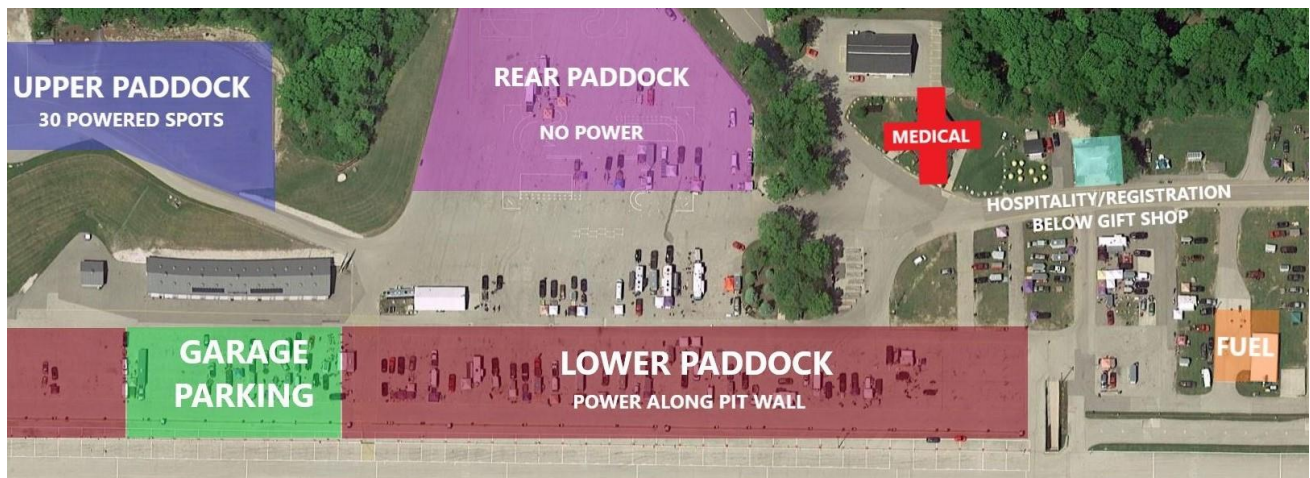 UPPER PADDOCK
30 POWERED SPOTS
REAR PADDOCK
NO POWER
MEDICAL
HOSPITALITY/REGISTRATION
BELOW GIFT SHOP
GARAGE
PARKING
LOWER PADDOCK
POWER ALONG PIT WALL
FUEL